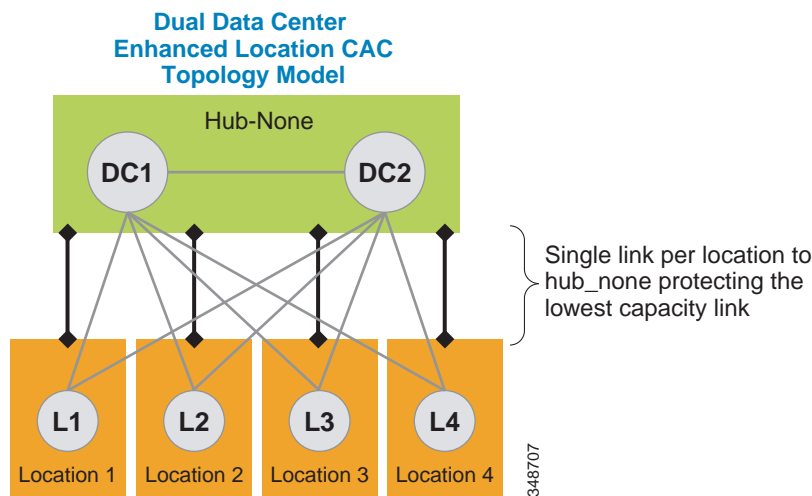 Dual Data Center
Enhanced Location CAC
Topology Model
Hub-None
DC1
DC2
Single link per location to
hub_none protecting the
lowest capacity link
L1
L2
L3
L4
Location 1
Location 2
Location 3
Location 4
348707